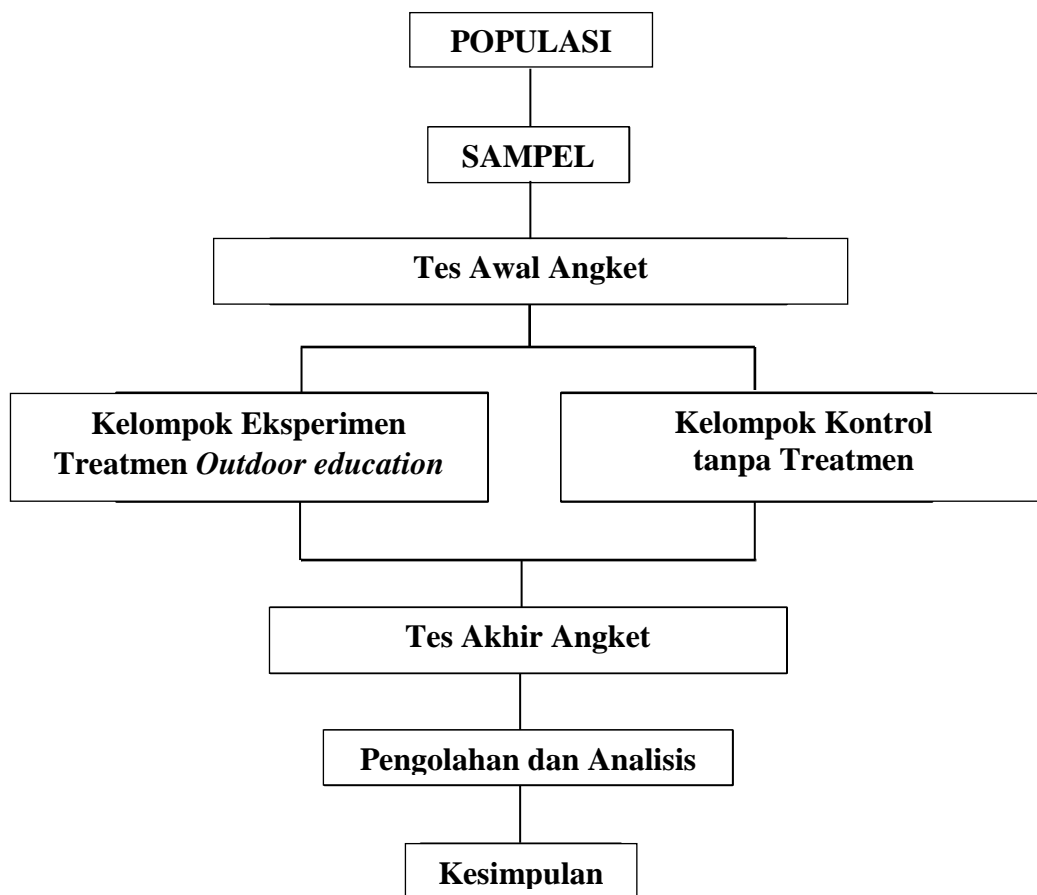 POPULASI
SAMPEL
Tes Awal Angket
Kelompok Eksperimen
Treatmen Outdoor education
Kelompok Kontrol
tanpa Treatmen
Tes Akhir Angket
Pengolahan dan Analisis
Kesimpulan